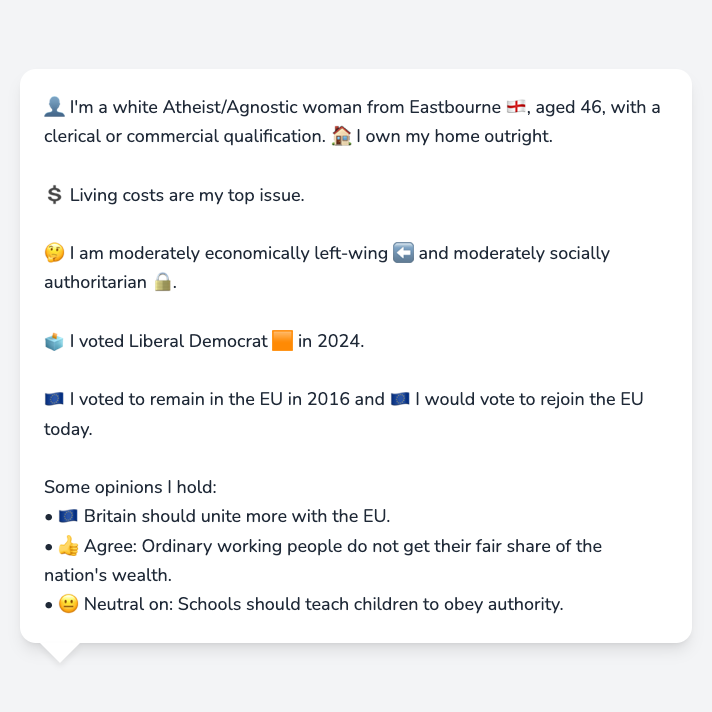 👤 I'm a white Atheist/Agnostic woman from Eastbourne 🏴󠁧󠁢󠁥󠁮󠁧󠁿, aged 46, with a
clerical or commercial qualification. 🏠 I own my home outright.
💲 Living costs are my top issue.
🤔 I am moderately economically left-wing ⬅️ and moderately socially
authoritarian 🔒.
🗳️ I voted Liberal Democrat 🟧 in 2024.
🇪🇺 I voted to remain in the EU in 2016 and 🇪🇺 I would vote to rejoin the EU
today.
Some opinions I hold:
• 🇪🇺 Britain should unite more with the EU.
• 👍 Agree: Ordinary working people do not get their fair share of the
nation's wealth.
• 😐 Neutral on: Schools should teach children to obey authority.